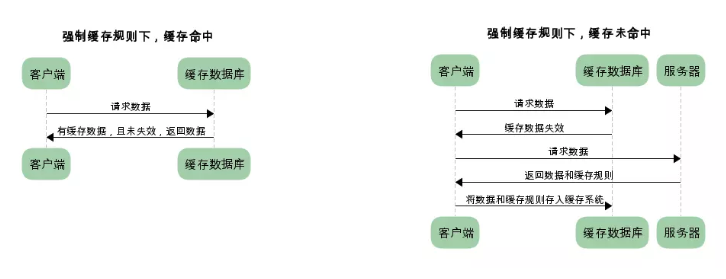 强制缓存规则下，缓存命中
客户端
缓存数据库
请求数据
有缓存数据，且未失效，返回数据
客户端
缓存数据库
强制缓存规则下，缓存未命中
客户端
缓存数据库
服务器
请求数据
缓存数据失效
请求数据
返回数据和缓存规则
将数据和缓存规则存入缓存系统
客户端
缓存数据库
服务器